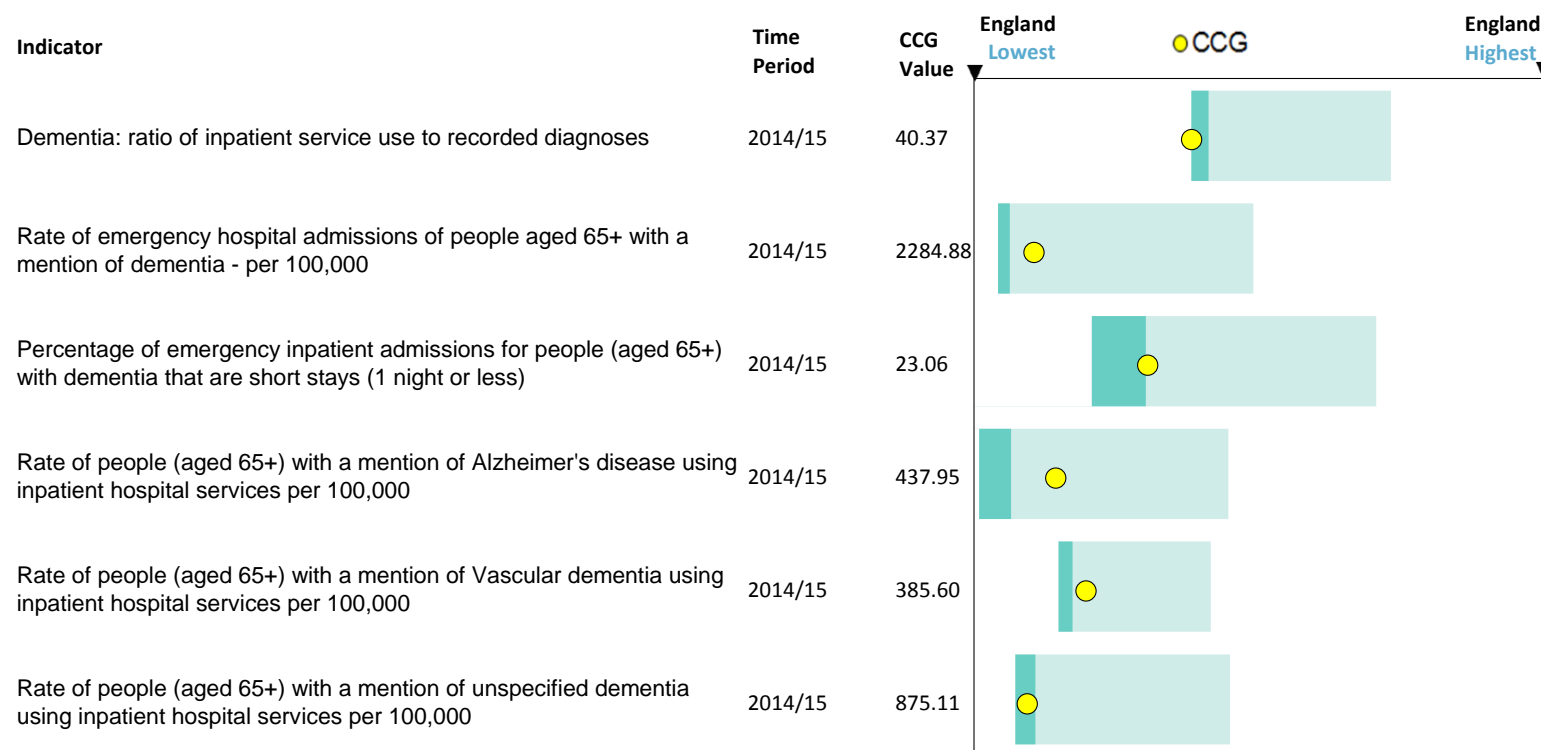 Indicator
Time
Period
CCG
Value
England
Lowest
CCG
England
Highest
Dementia: ratio of inpatient service use to recorded diagnoses
2014/15
40.37
Rate of emergency hospital admissions of people aged 65+ with a
mention of dementia - per 100,000
2014/15
2284.88
Percentage of emergency inpatient admissions for people (aged 65+)
with dementia that are short stays (1 night or less)
2014/15
23.06
Rate of people (aged 65+) with a mention of Alzheimer's disease using
inpatient hospital services per 100,000
2014/15
437.95
Rate of people (aged 65+) with a mention of Vascular dementia using
inpatient hospital services per 100,000
2014/15
385.60
Rate of people (aged 65+) with a mention of unspecified dementia
using inpatient hospital services per 100,000
2014/15
875.11